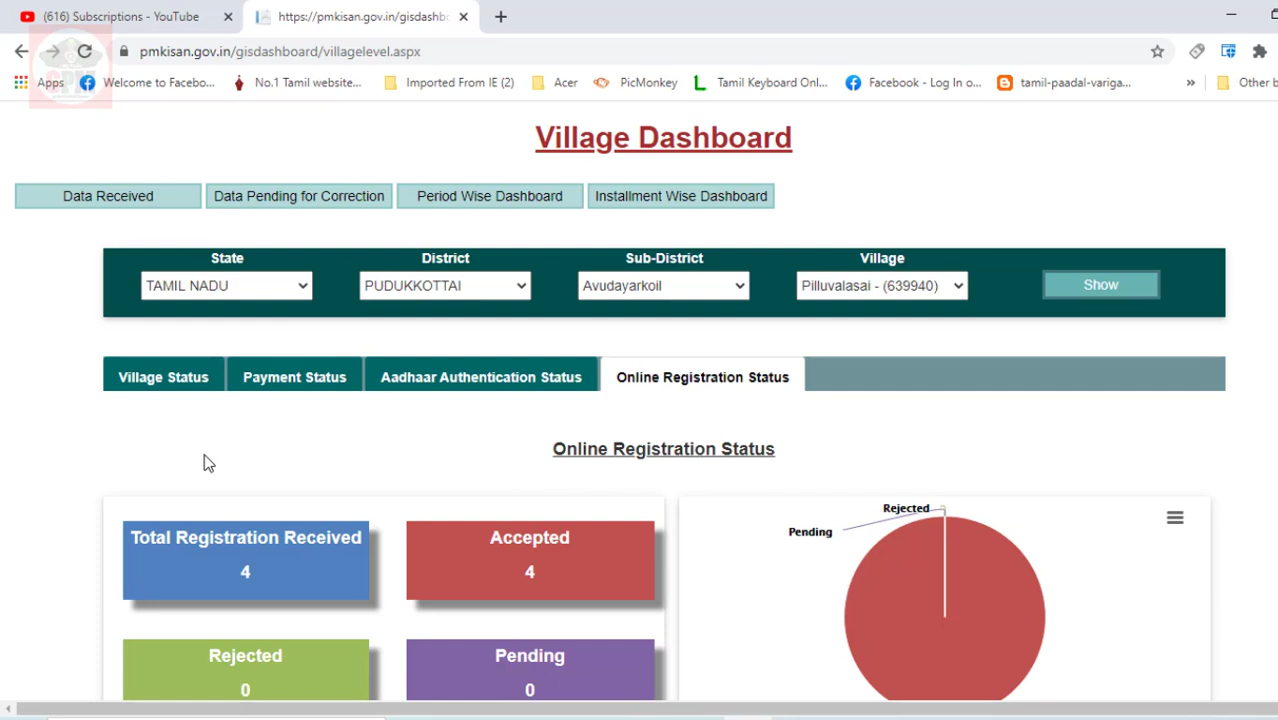 (616) Subscriptions - YouTube
https://pmkisan.gov.in/gisdashbo
pmkisan.gov.in/gisdashboard/villagelevel.aspx
Apps Welcome to Facebo... No.1 Tamil website... Imported From IE (2) Acer PicMonkey Tamil Keyboard Onl... Facebook - Log In o... tamil-paadal-variga... » Other b
Village Dashboard
Data Received Data Pending for Correction Period Wise Dashboard Installment Wise Dashboard
State District Sub-District Village
TAMIL NADU PUDUKKOTTAI Avudayarkoil Pilluvalasai - (639940) Show
Village Status Payment Status Aadhaar Authentication Status Online Registration Status
Online Registration Status
Total Registration Received
4
Accepted
4
Rejected
0
Pending
0
Rejected
Pending